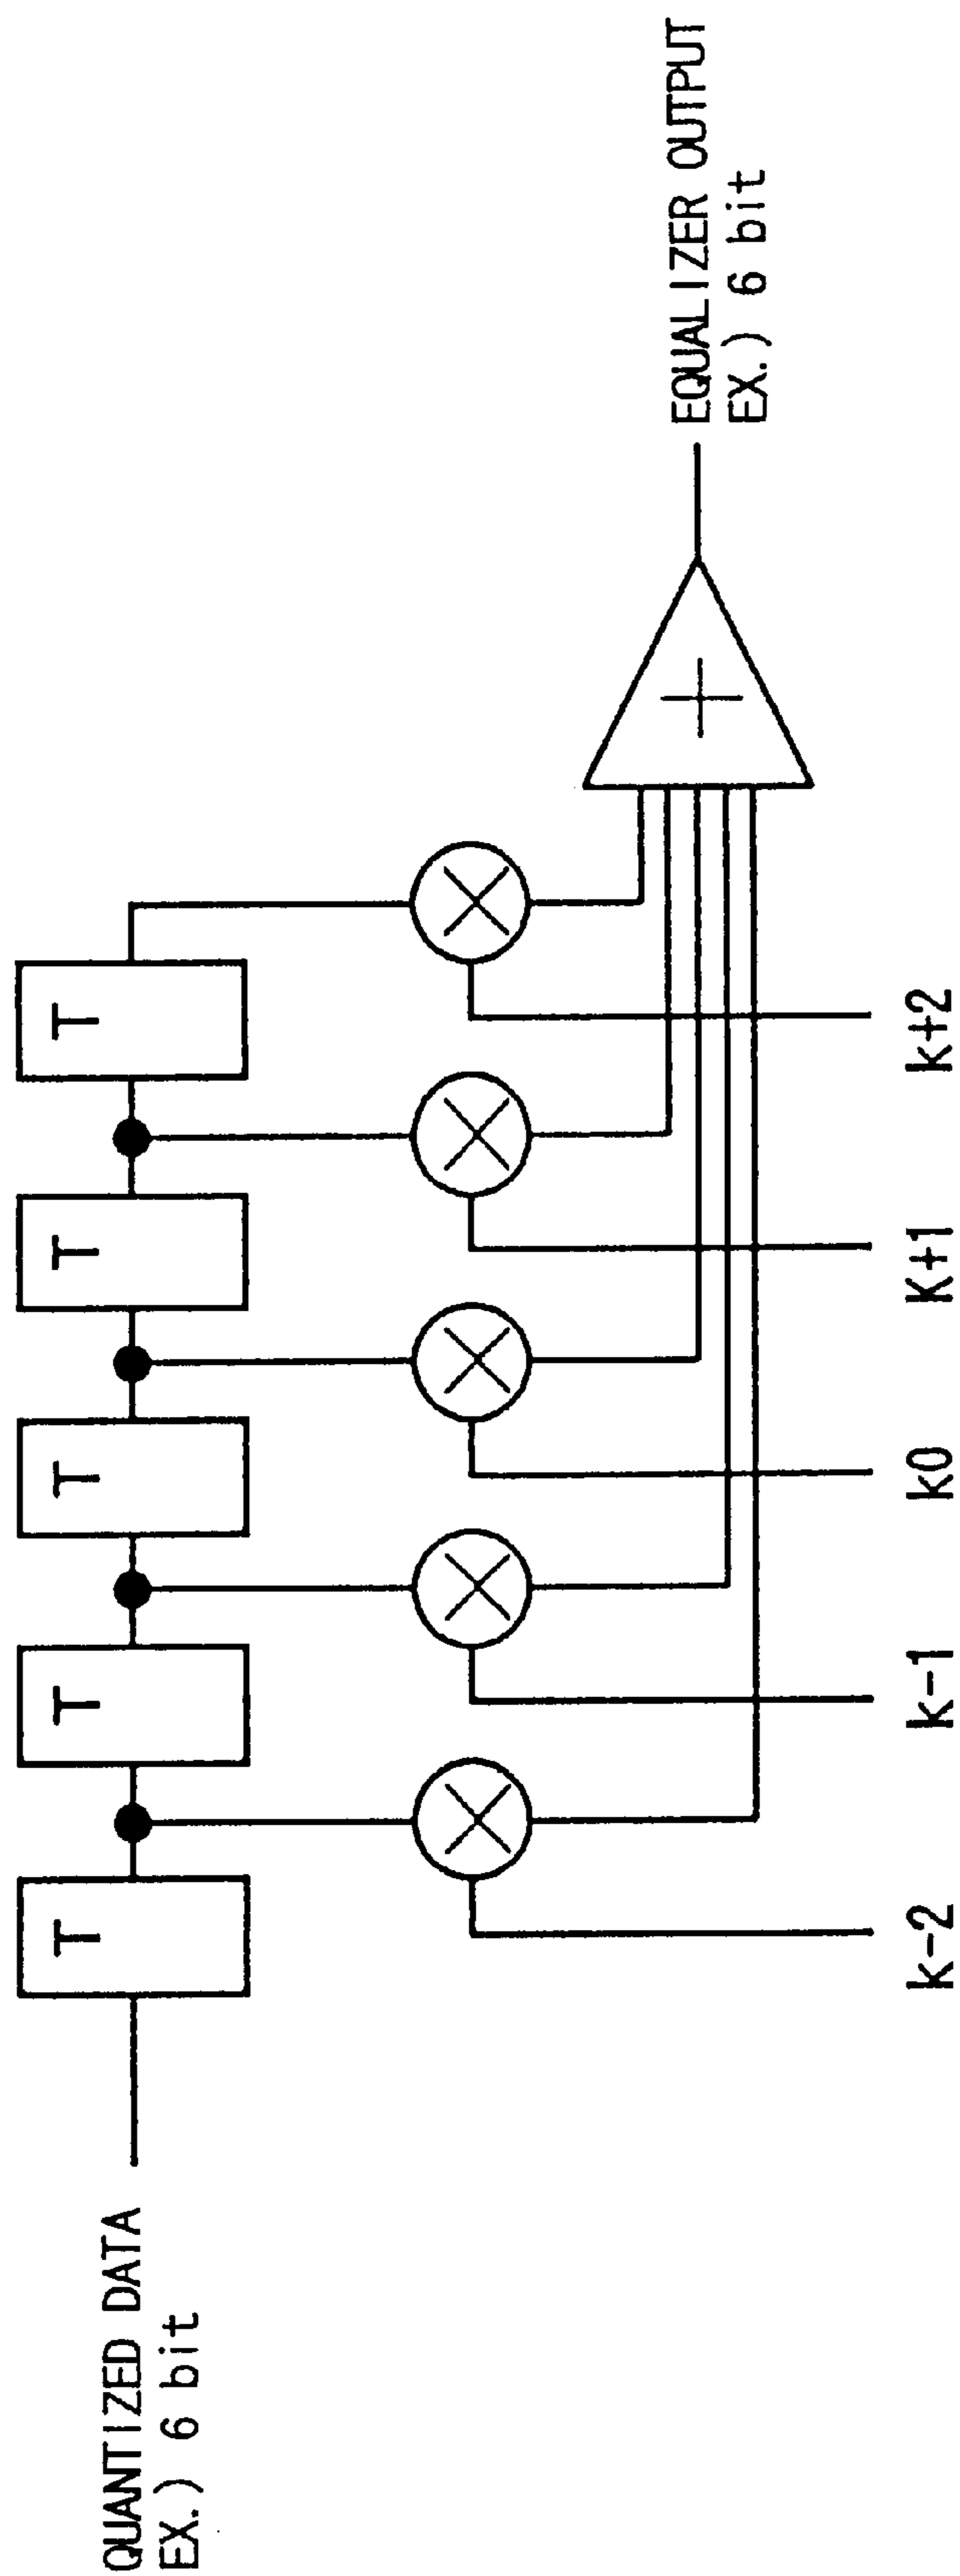 QUANTIZED DATA
EX.) 6 bit
T
T
T
T
T
k-2
k-1
k0
K+1
k+2
EQUALIZER OUTPUT
EX.) 6 bit